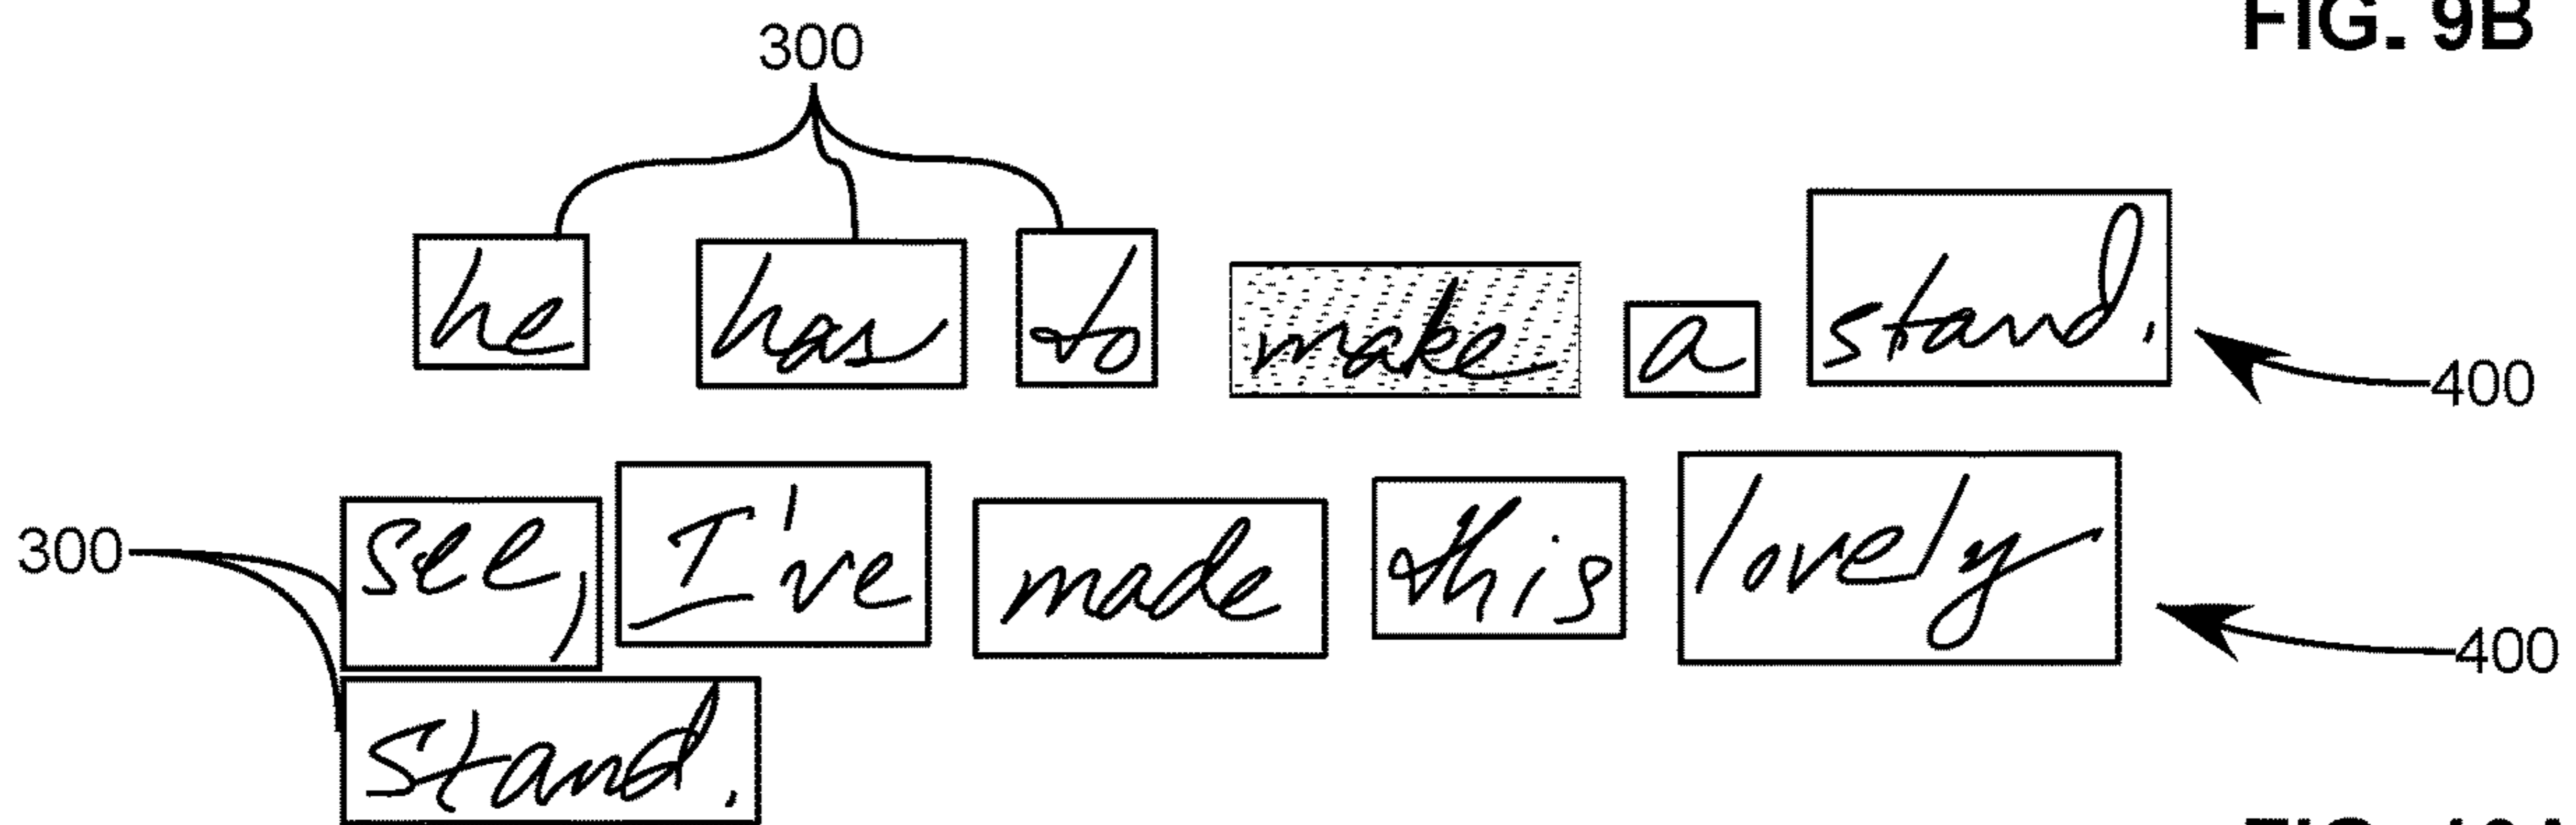 FIG. 9B
300
he has to make a stand.
400
see, I've made this lovely
300
400
stand.